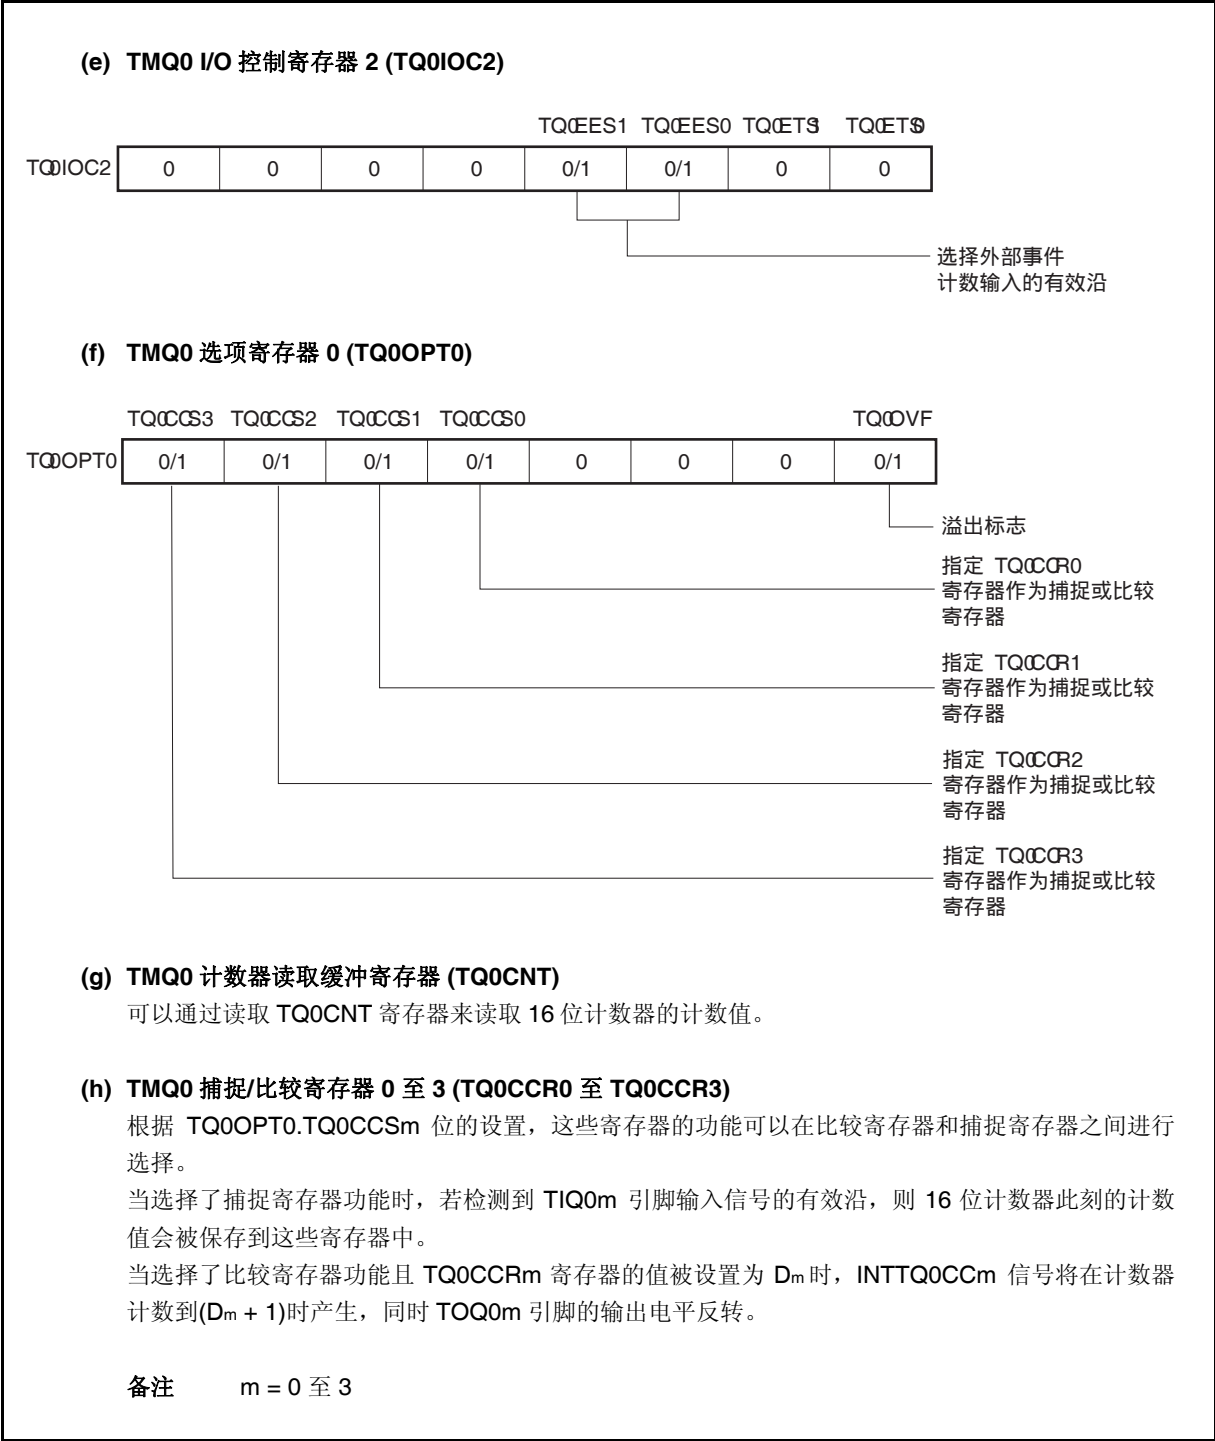 (e) TMQ0 I/O 控制寄存器 2 (TQ0IOC2)
TQ0EES1 TQ0EES0 TQ0ETS1 TQ0ETS0
TQ0IOC2 0 0 0 0 0/1 0/1 0 0
选择外部事件
计数输入的有效沿
(f) TMQ0 选项寄存器 0 (TQ0OPT0)
TQ0CCS3 TQ0CCS2 TQ0CCS1 TQ0CCS0 TQ0OVF
TQ0OPT0 0/1 0/1 0/1 0/1 0 0 0 0/1
溢出标志
指定 TQ0CCR0
寄存器作为捕捉或比较
寄存器
指定 TQ0CCR1
寄存器作为捕捉或比较
寄存器
指定 TQ0CCR2
寄存器作为捕捉或比较
寄存器
指定 TQ0CCR3
寄存器作为捕捉或比较
寄存器
(g) TMQ0 计数器读取缓冲寄存器 (TQ0CNT)
可以通过读取 TQ0CNT 寄存器来读取 16 位计数器的计数值。
(h) TMQ0 捕捉/比较寄存器 0 至 3 (TQ0CCR0 至 TQ0CCR3)
根据 TQ0OPT0.TQ0CCSm 位的设置，这些寄存器的功能可以在比较寄存器和捕捉寄存器之间进行
选择。
当选择了捕捉寄存器功能时，若检测到 TIQ0m 引脚输入信号的有效沿，则 16 位计数器此刻的计数
值会被保存到这些寄存器中。
当选择了比较寄存器功能且 TQ0CCRm 寄存器的值被设置为 Dm 时，INTTQ0CCm 信号将在计数器
计数到(Dm + 1)时产生，同时 TOQ0m 引脚的输出电平反转。
备注 m = 0 至 3